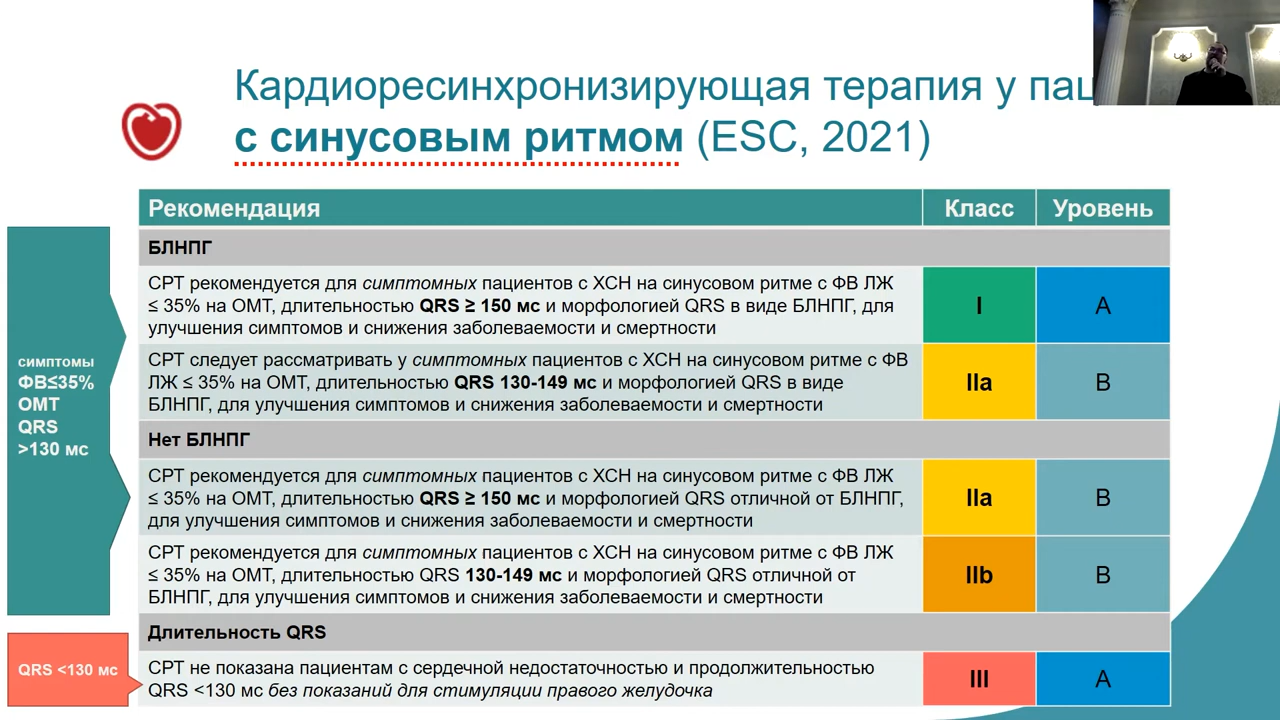 Кардиоресинхронизирующая терапия у
с синусовым ритмом (ESC, 2021)
Рекомендация Класс Уровень
БЛНПГ
СРТ рекомендуется для симптомных пациентов с ХСН на синусовом ритме с ФВ ЛЖ
≤ 35% на ОМТ, длительностью QRS ≥ 150 мс и морфологией QRS в виде БЛНПГ, для
улучшения симптомов и снижения заболеваемости и смертности
I A
СРТ следует рассматривать у симптомных пациентов с ХСН на синусовом ритме с ФВ
ЛЖ ≤ 35% на ОМТ, длительностью QRS 130-149 мс и морфологией QRS в виде
БЛНПГ, для улучшения симптомов и снижения заболеваемости и смертности
IIa B
Нет БЛНПГ
СРТ рекомендуется для симптомных пациентов с ХСН на синусовом ритме с ФВ ЛЖ
≤ 35% на ОМТ, длительностью QRS ≥ 150 мс и морфологией QRS отличной от БЛНПГ,
для улучшения симптомов и снижения заболеваемости и смертности
IIa B
СРТ рекомендуется для симптомных пациентов с ХСН на синусовом ритме с ФВ ЛЖ
≤ 35% на ОМТ, длительностью QRS 130-149 мс и морфологией QRS отличной от
БЛНПГ, для улучшения симптомов и снижения заболеваемости и смертности
IIb B
Длительность QRS
СРТ не показана пациентам с сердечной недостаточностью и продолжительностью
QRS <130 мс без показаний для стимуляции правого желудочка
III A
симптомы
ФВ≤35%
ОМТ
QRS
>130 мс
QRS <130 мс